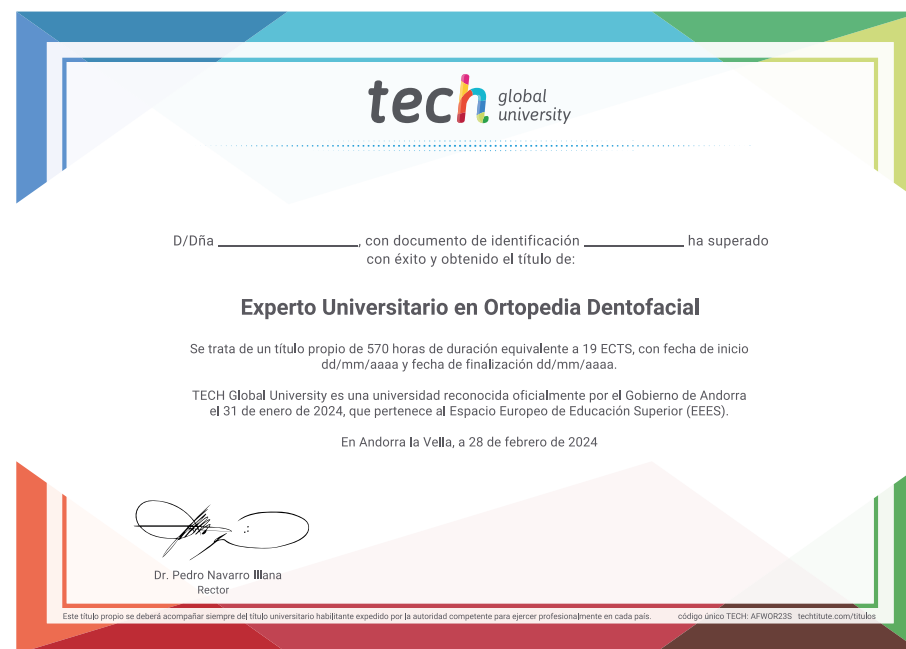 tech global university
D/Dña ______________, con documento de identificación __________ ha superado
con éxito y obtenido el título de:
Experto Universitario en Ortopedia Dentofacial
Se trata de un título propio de 570 horas de duración equivalente a 19 ECTS, con fecha de inicio
dd/mm/aaaa y fecha de finalización dd/mm/aaaa.
TECH Global University es una universidad reconocida oficialmente por el Gobierno de Andorra
el 31 de enero de 2024, que pertenece al Espacio Europeo de Educación Superior (EEES).
En Andorra la Vella, a 28 de febrero de 2024
Dr. Pedro Navarro Illana
Rector
Este título propio se deberá acompañar siempre del título universitario habilitante expedido por la autoridad competente para ejercer profesionalmente en cada país. código único TECH: AFWOR23S techtitute.com/titulos